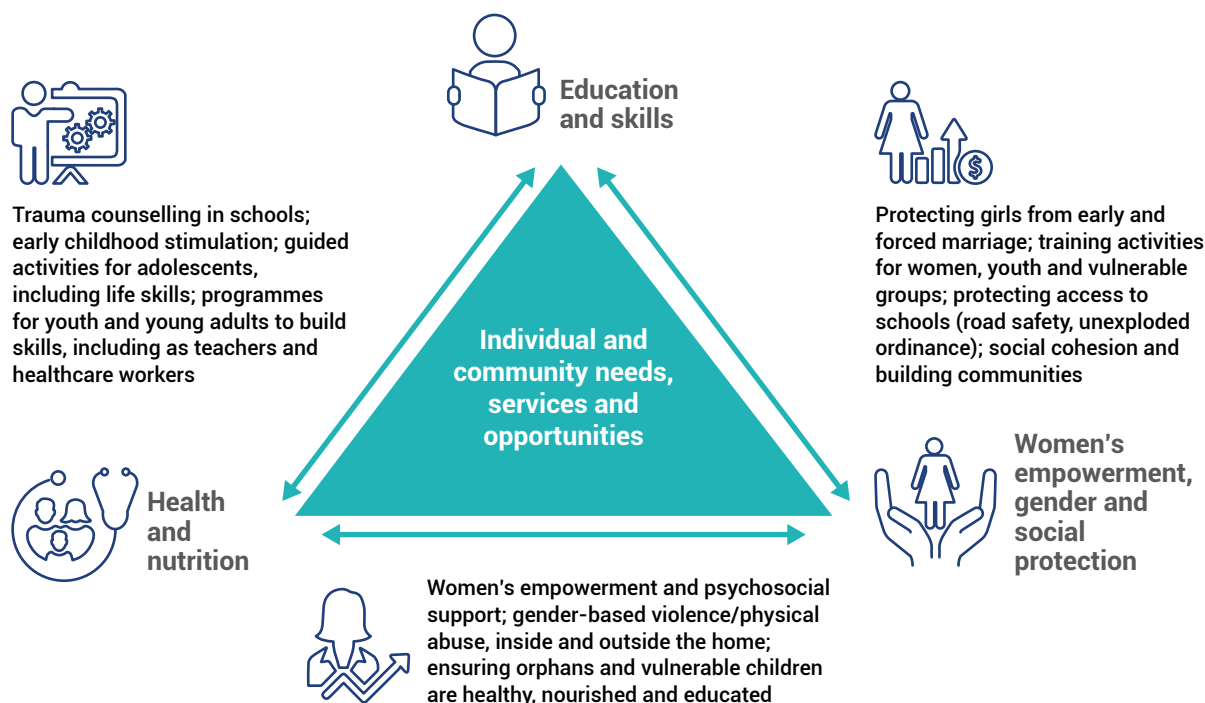 Education
and skills
Trauma counselling in schools;
early childhood stimulation; guided
activities for adolescents,
including life skills; programmes
for youth and young adults to build
skills, including as teachers and
healthcare workers
Protecting girls from early and
forced marriage; training activities
for women, youth and vulnerable
groups; protecting access to
schools (road safety, unexploded
ordinance); social cohesion and
building communities
$
Individual and
community needs,
services and
opportunities
Health
and
nutrition
Women's
empowerment,
gender and
social
protection
Women's empowerment and psychosocial
support; gender-based violence/physical
abuse, inside and outside the home;
ensuring orphans and vulnerable children
are healthy, nourished and educated